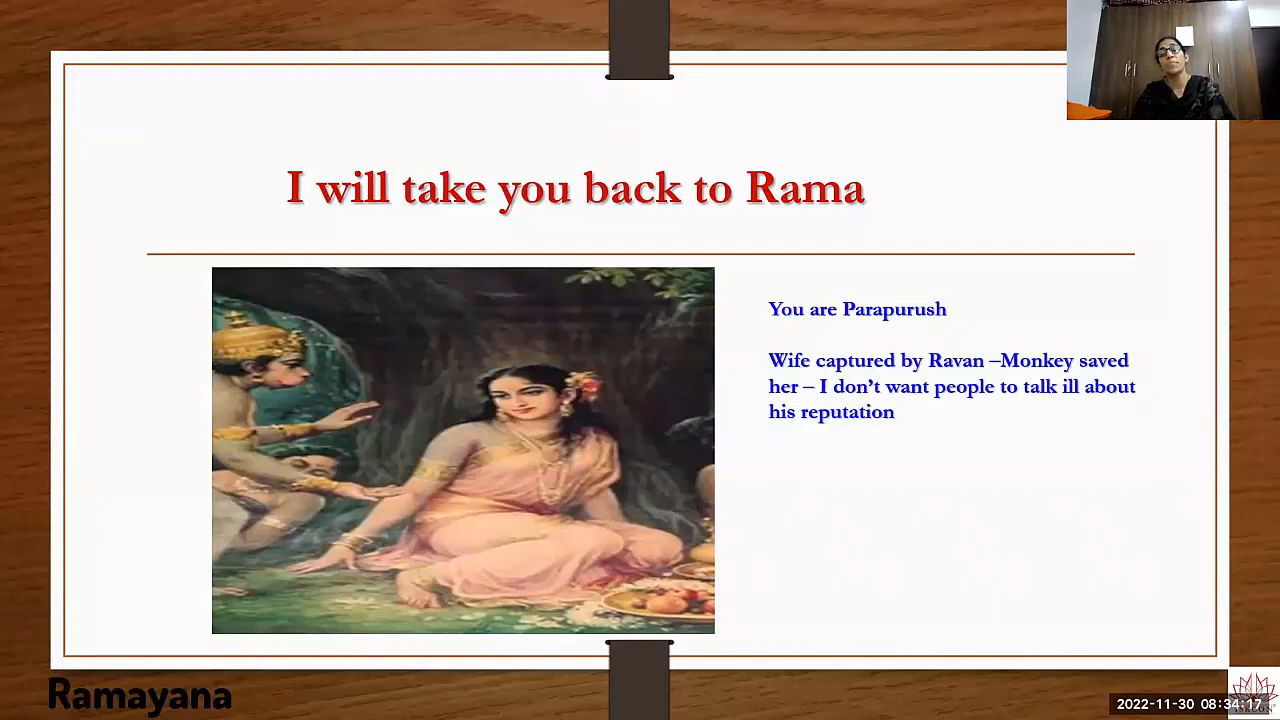 I will take you back to Rama
You are Parapurush
Wife captured by Ravan –Monkey saved
her – I don’t want people to talk ill about
his reputation
Ramayana
2022-11-30 08:34:17